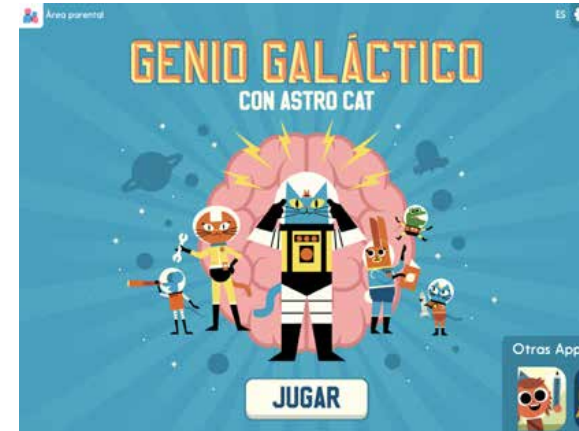 Área parental
ES
GENIO GALÁCTICO
CON ASTRO CAT
Otras App
JUGAR